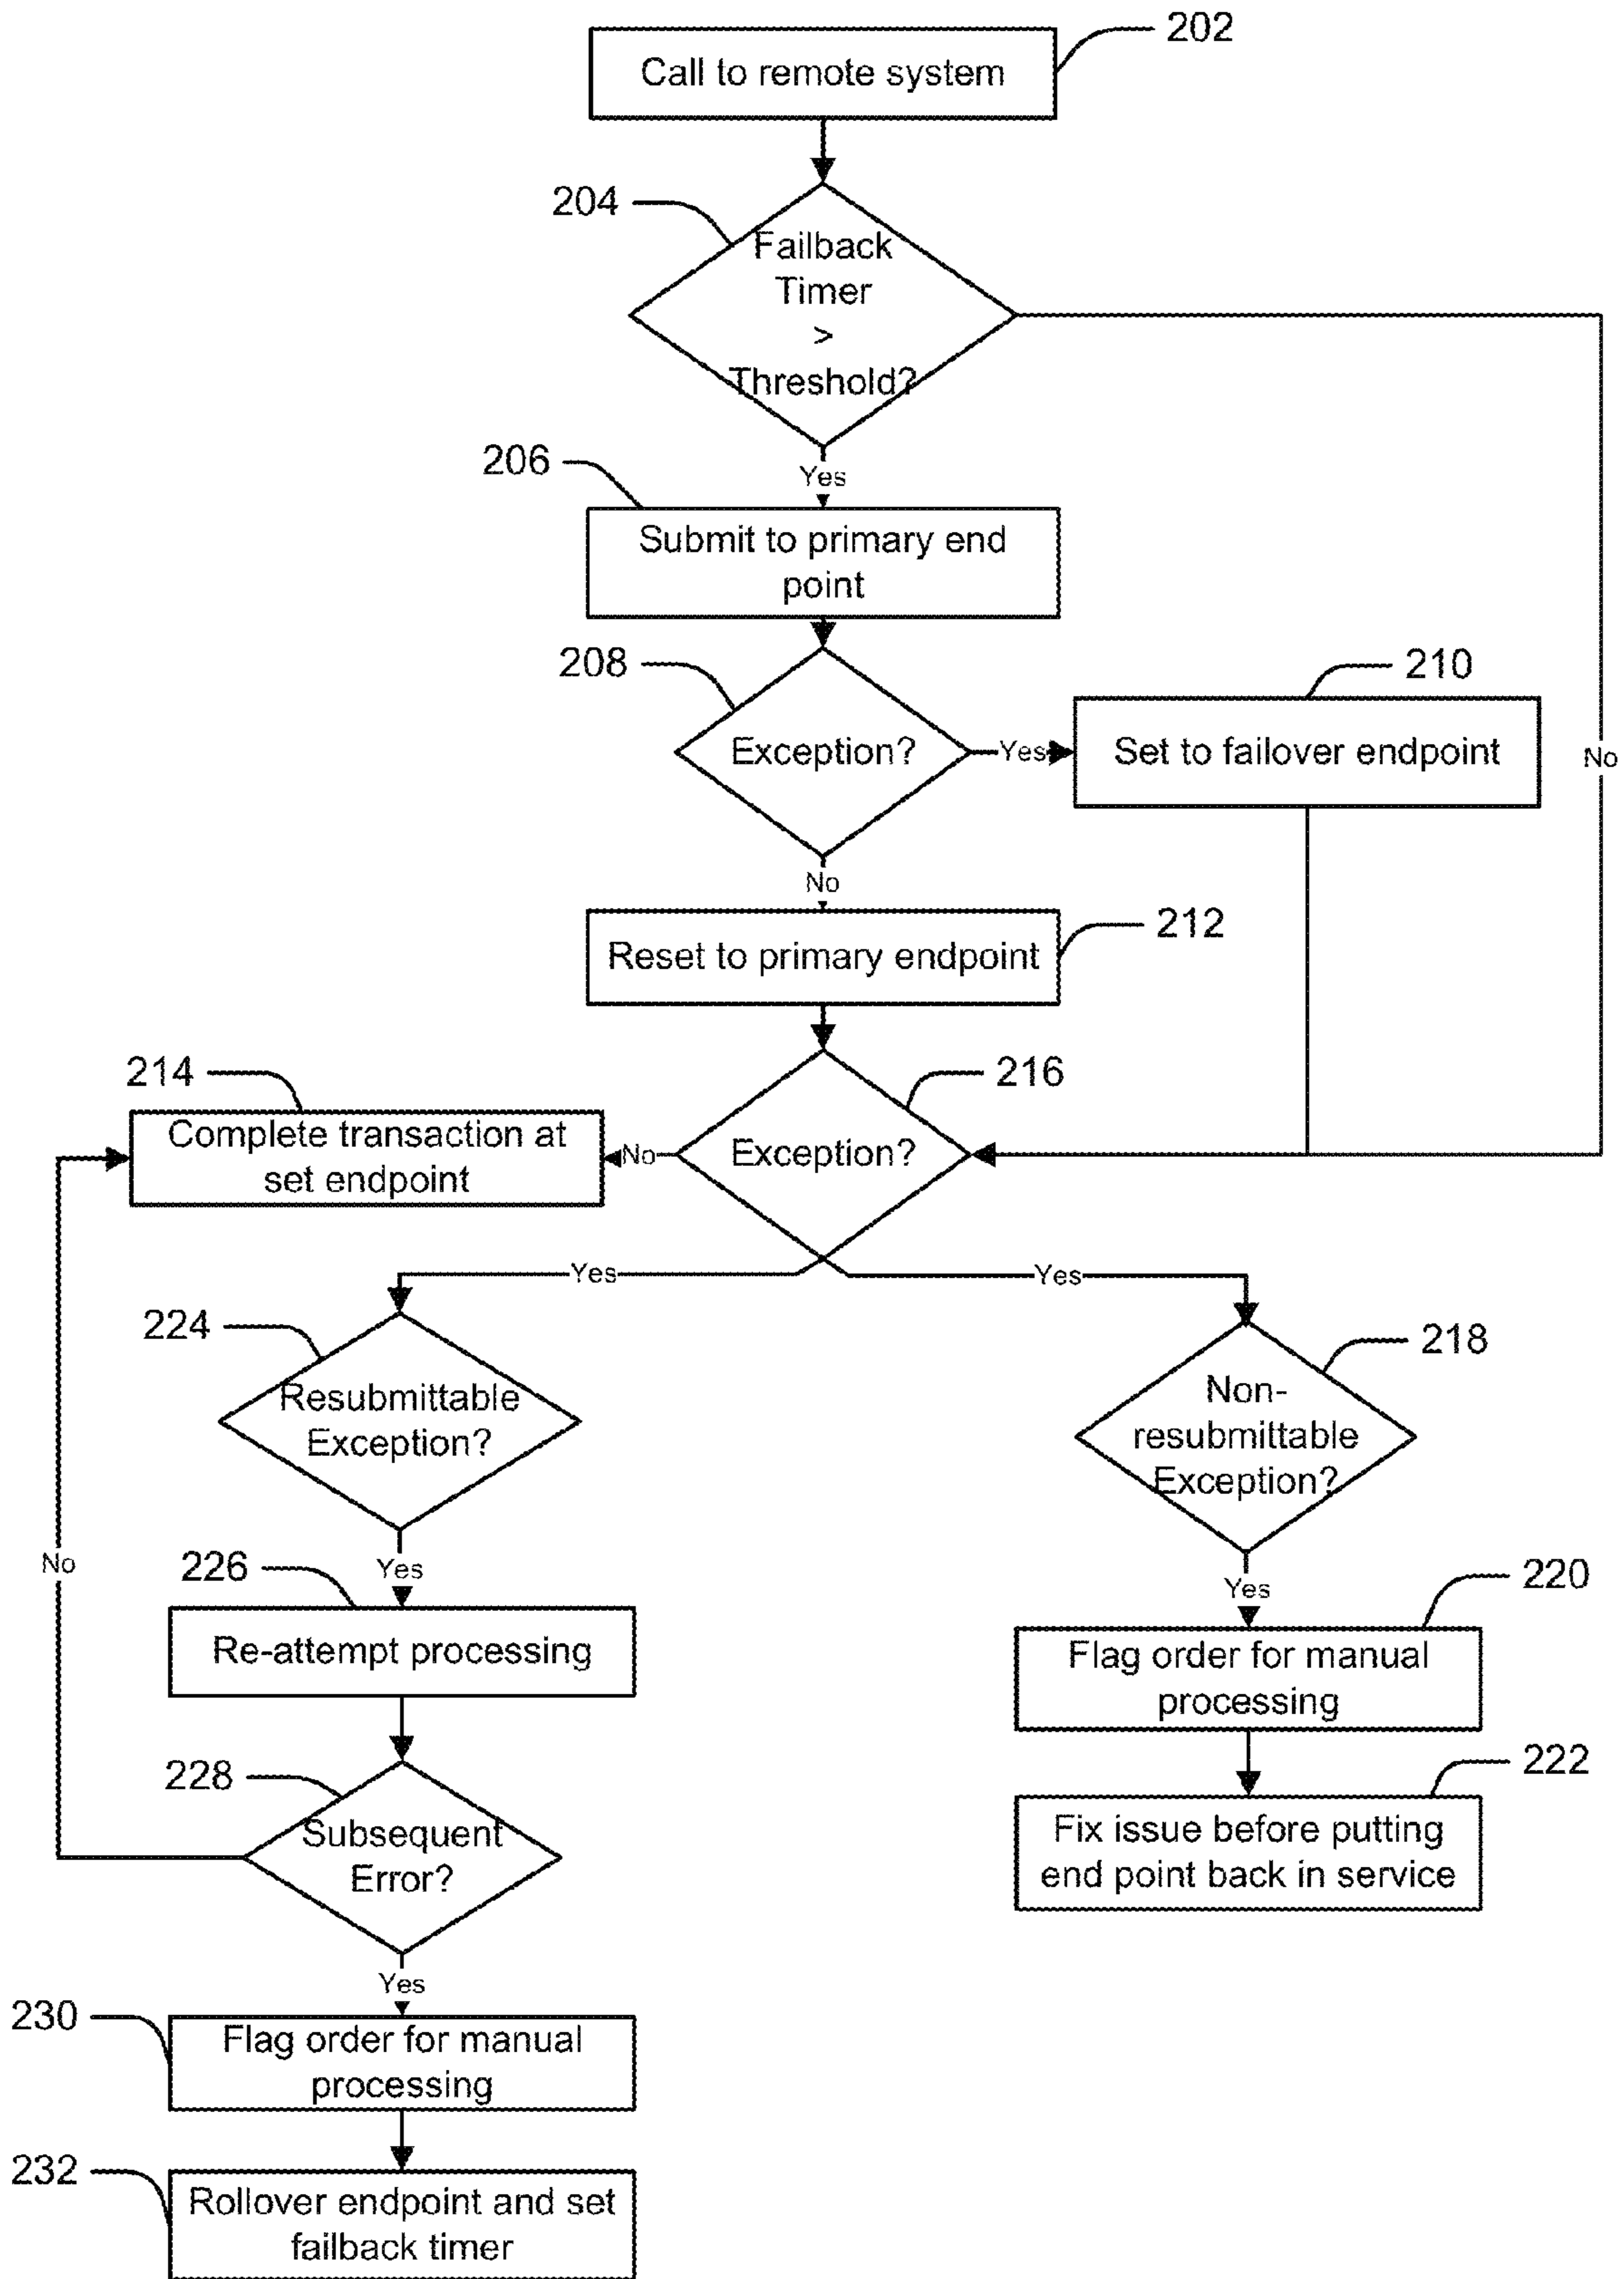 202
Call to remote system
204
Failback
Timer
>
Threshold?
206
Yes
Submit to primary end
point
208
210
Exception?
Yes
Set to failover endpoint
No
No
212
Reset to primary endpoint
214
216
Complete transaction at
set endpoint
No
Exception?
Yes
Yes
224
218
Resubmittable
Exception?
Non-
resubmittable
Exception?
No
226
Yes
Yes
220
Re-attempt processing
Flag order for manual
processing
228
222
Subsequent
Error?
Fix issue before putting
end point back in service
Yes
230
Flag order for manual
processing
232
Rollover endpoint and set
failback timer